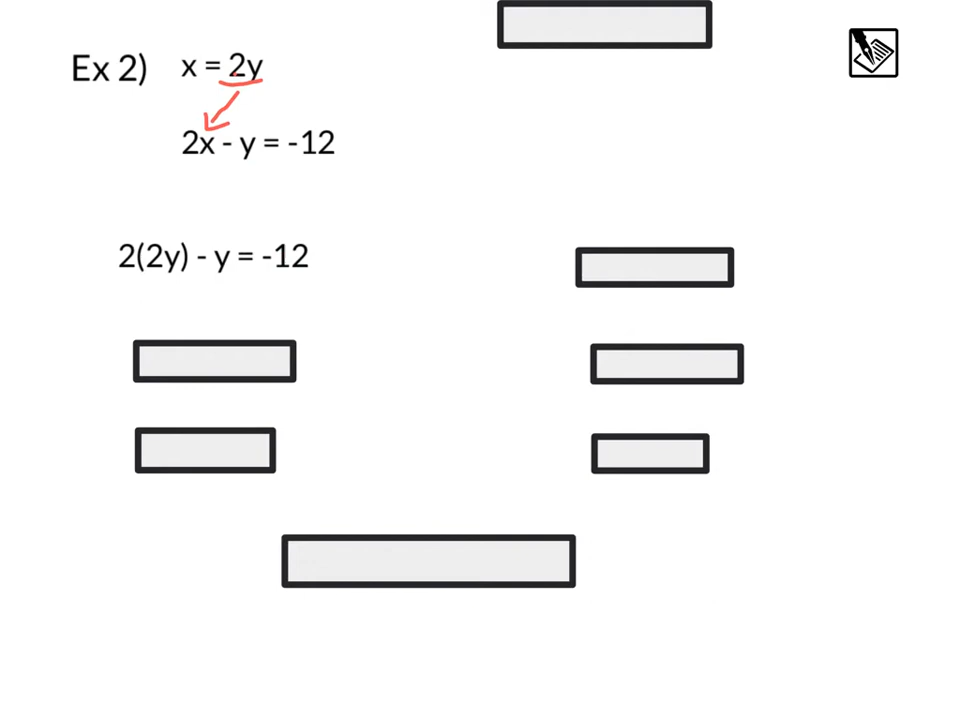 Ex 2) x = 2y
2x - y = -12
2(2y) - y = -12